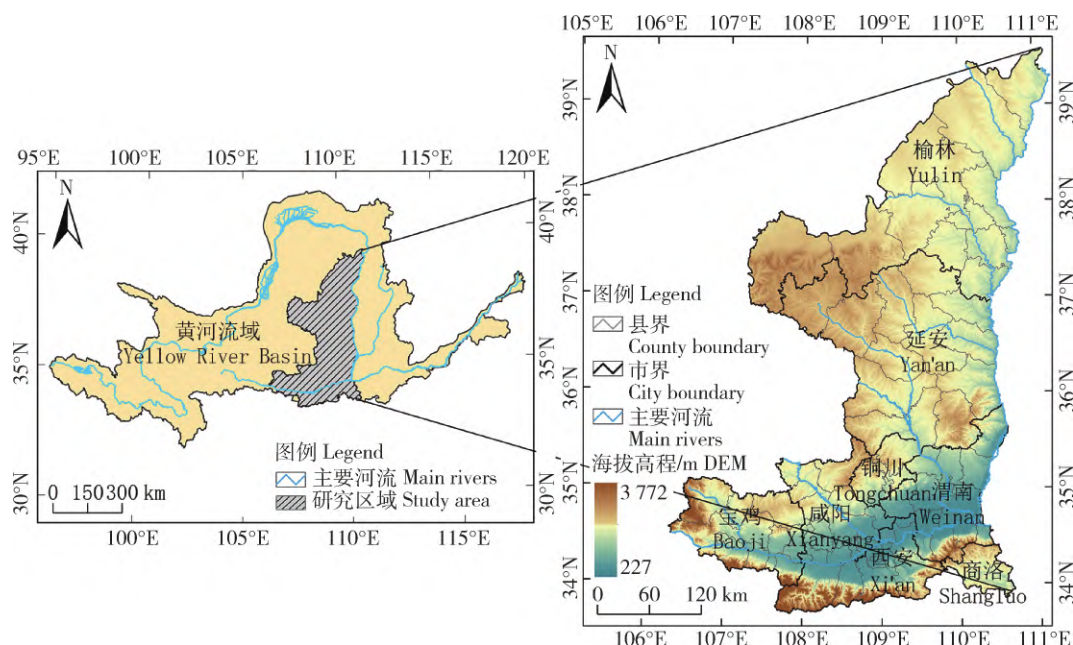 95°E 100°E 105°E 110°E 115°E 120°E
N
40°N
35°N
30°N
40°N
35°N
30°N
黄河流域
Yellow River Basin
图例 Legend
主要河流 Main rivers
研究区域 Study area
0 150 300 km
100°E 105°E 110°E 115°E
105°E 106°E 107°E 108°E 109°E 110°E 111°E
N
39°N
38°N
37°N
36°N
35°N
34°N
39°N
38°N
37°N
36°N
35°N
34°N
榆林
Yulin
延安
Yan'an
铜川
Tongchuan
渭南
Weinan
宝鸡
Baoji
咸阳
Xianyang
西安
Xi'an
商洛
Shangluo
图例 Legend
县界
County boundary
市界
City boundary
主要河流
Main rivers
海拔高程/m DEM
3 772
227
0 60 120 km
106°E 107°E 108°E 109°E 110°E 111°E